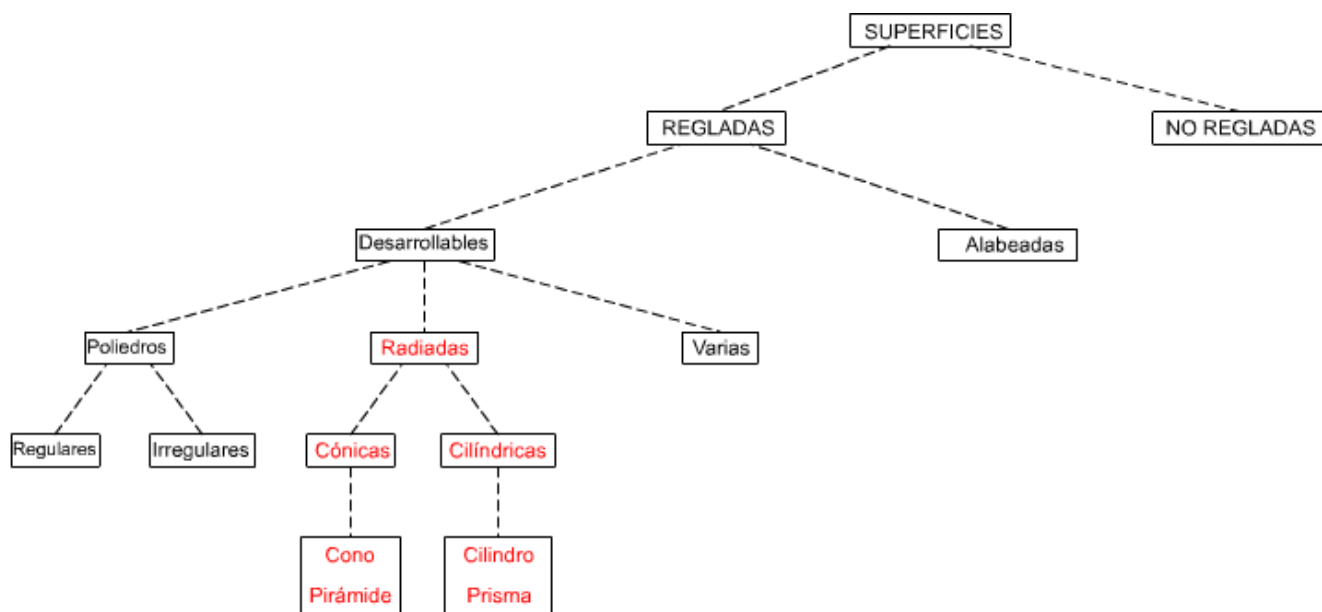 SUPERFICIES
REGLADAS
NO REGLADAS
Desarrollables
Alabeadas
Poliedros
Radiadas
Varias
Regulares
Irregulares
Cónicas
Cilíndricas
Cono
Pirámide
Cilindro
Prisma